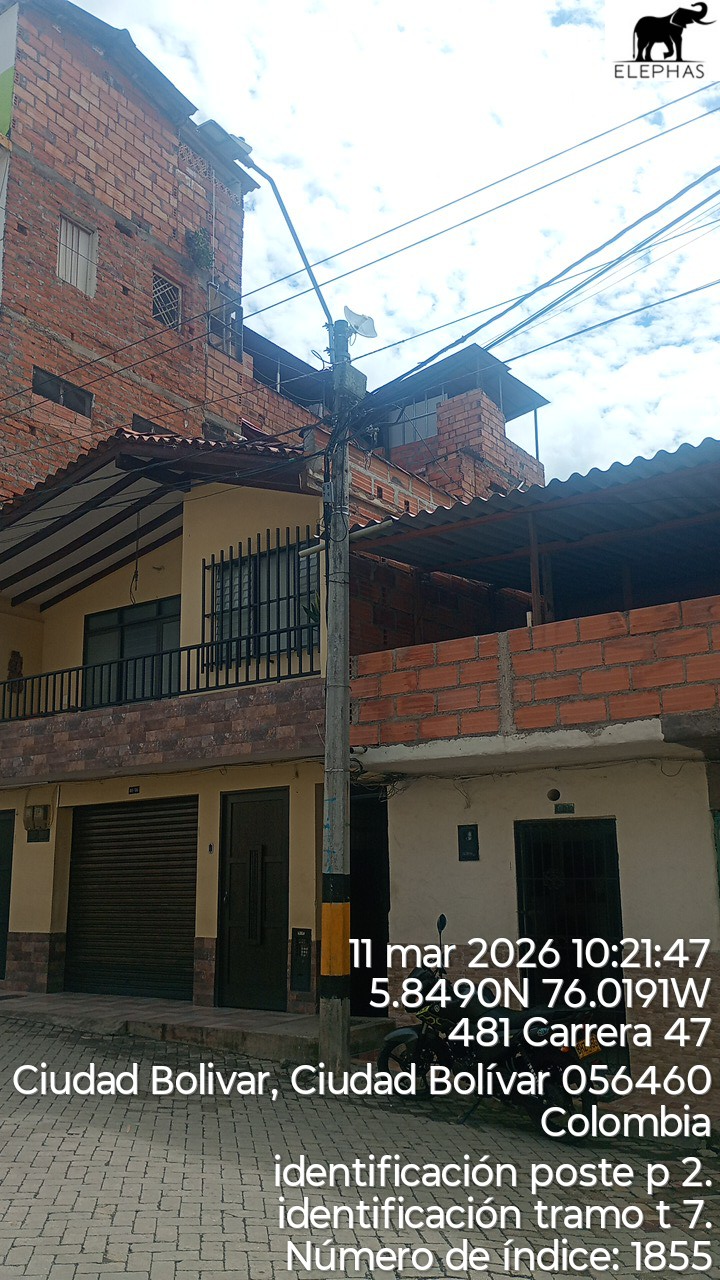 ELEPHAS
11 mar 2026 10:21:47
5.8490N 76.0191W
481 Carrera 47
Ciudad Bolivar, Ciudad Bolívar 056460
Colombia
identificación poste p 2.
identificación tramo t 7.
Número de índice: 1855